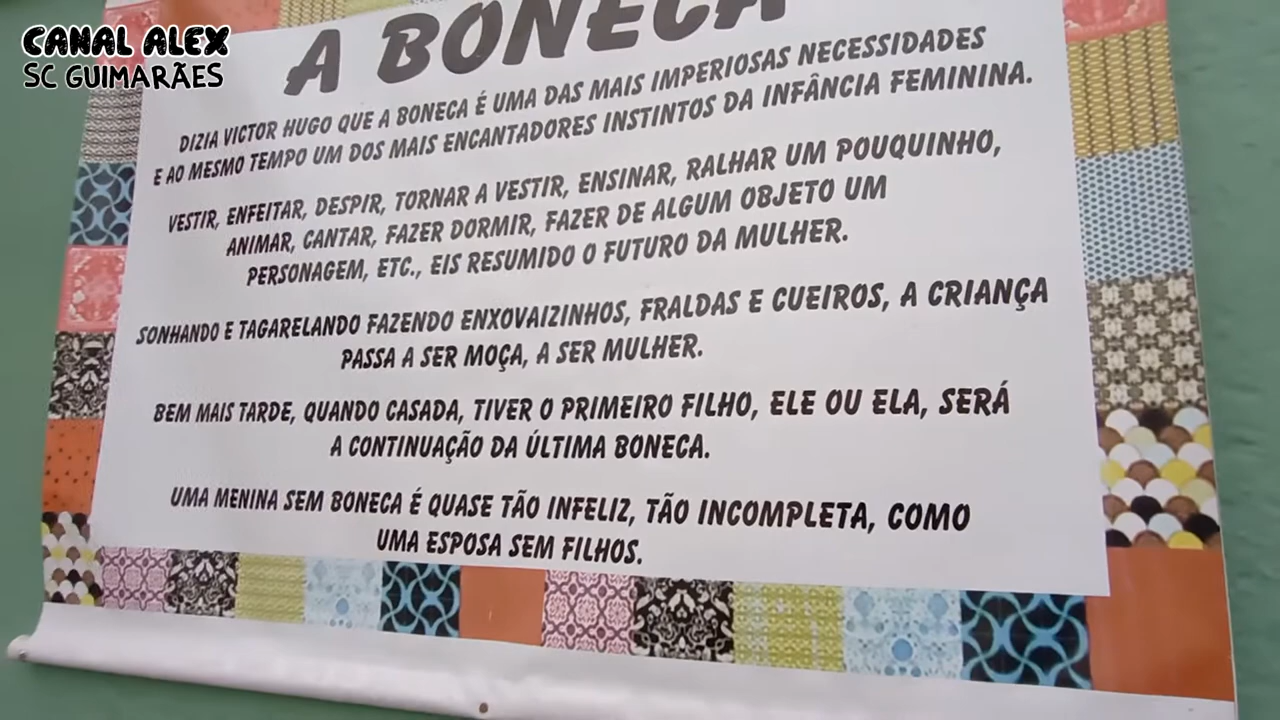 CANAL ALEX
SC GUIMARÃES
A BONECA
DIZIA VICTOR HUGO QUE A BONECA É UMA DAS MAIS IMPERIOSAS NECESSIDADES
E AO MESMO TEMPO UM DOS MAIS ENCANTADORES INSTINTOS DA INFÂNCIA FEMININA.
VESTIR, ENFEITAR, DESPIR, TORNAR A VESTIR, ENSINAR, RALHAR UM POUQUINHO,
ANIMAR, CANTAR, FAZER DORMIR, FAZER DE ALGUM OBJETO UM
PERSONAGEM, ETC., EIS RESUMIDO O FUTURO DA MULHER.
SONHANDO E TAGARELANDO FAZENDO ENXOVAIZINHOS, FRALDAS E CUEIROS, A CRIANÇA
PASSA A SER MOÇA, A SER MULHER.
BEM MAIS TARDE, QUANDO CASADA, TIVER O PRIMEIRO FILHO, ELE OU ELA, SERÁ
A CONTINUAÇÃO DA ÚLTIMA BONECA.
UMA MENINA SEM BONECA É QUASE TÃO INFELIZ, TÃO INCOMPLETA, COMO
UMA ESPOSA SEM FILHOS.